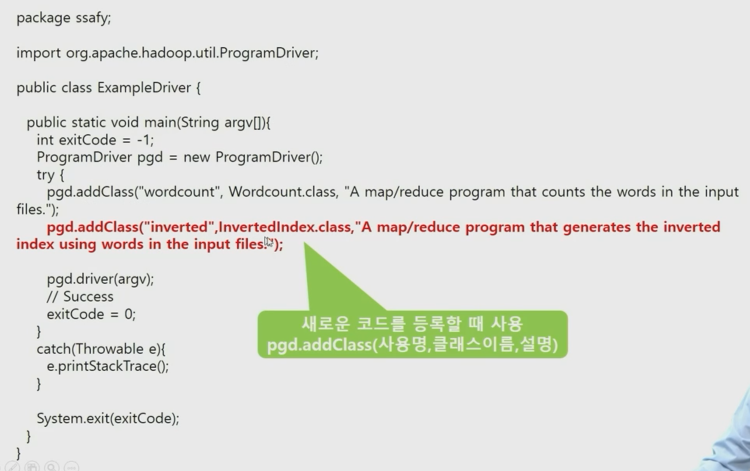 package ssafy;
import org.apache.hadoop.util.ProgramDriver;
public class ExampleDriver {
public static void main(String argv[]){
int exitCode = -1;
ProgramDriver pgd = new ProgramDriver();
try {
pgd.addClass("wordcount", Wordcount.class, "A map/reduce program that counts the words in the input
files.");
pgd.addClass("inverted",InvertedIndex.class,"A map/reduce program that generates the inverted
index using words in the input files.");
pgd.driver(argv);
// Success
exitCode = 0;
}
catch(Throwable e){
e.printStackTrace();
}
System.exit(exitCode);
}
}
새로운 코드를 등록할 때 사용
pgd.addClass(사용명,클래스이름,설명)